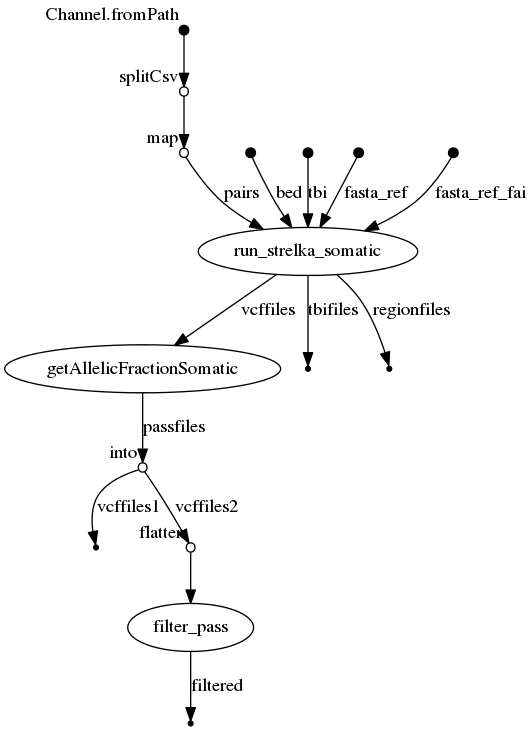 Channel.fromPath
splitCsv
map
pairs
bed
tbi
fasta_ref
fasta_ref_fai
run_strelka_somatic
vcffiles
tbifiles
regionfiles
getAllelicFractionSomatic
passfiles
into
vcffiles1
vcffiles2
flatten
filter_pass
filtered